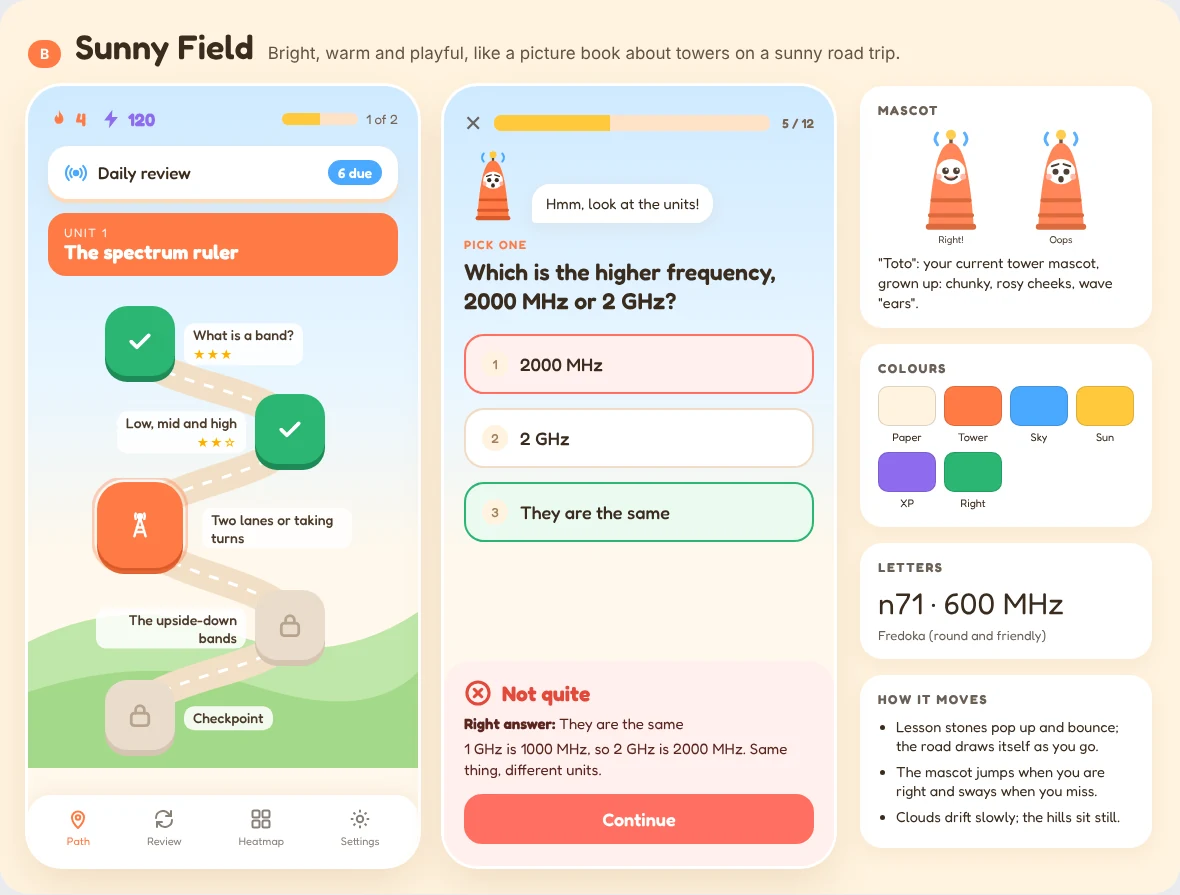 B Sunny Field Bright, warm and playful, like a picture book about towers on a sunny road trip.
4 120 1 of 2
Daily review 6 due
UNIT 1
The spectrum ruler
What is a band?
★★★
Low, mid and high
★★☆
Two lanes or taking
turns
The upside-down
bands
Checkpoint
Path Review Heatmap Settings
5 / 12
Hmm, look at the units!
PICK ONE
Which is the higher frequency,
2000 MHz or 2 GHz?
1 2000 MHz
2 2 GHz
3 They are the same
Not quite
Right answer: They are the same
1 GHz is 1000 MHz, so 2 GHz is 2000 MHz. Same
thing, different units.
Continue
MASCOT
Right! Oops
"Toto": your current tower mascot,
grown up: chunky, rosy cheeks, wave
"ears".
COLOURS
Paper Tower Sky Sun
XP Right
LETTERS
n71 · 600 MHz
Fredoka (round and friendly)
HOW IT MOVES
• Lesson stones pop up and bounce;
the road draws itself as you go.
• The mascot jumps when you are
right and sways when you miss.
• Clouds drift slowly; the hills sit still.